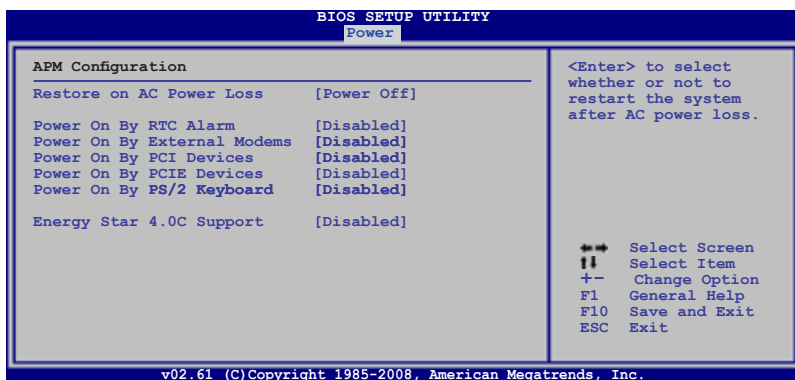 BIOS SETUP UTILITY
Power
APM Configuration
Restore on AC Power Loss [Power Off]
Power On By RTC Alarm [Disabled]
Power On By External Modems [Disabled]
Power On By PCI Devices [Disabled]
Power On By PCIE Devices [Disabled]
Power On By PS/2 Keyboard [Disabled]
Energy Star 4.0C Support [Disabled]
<Enter> to select
whether or not to
restart the system
after AC power loss.
←→ Select Screen
↑↓ Select Item
+- Change Option
F1 General Help
F10 Save and Exit
ESC Exit
v02.61 (C)Copyright 1985-2008, American Megatrends, Inc.